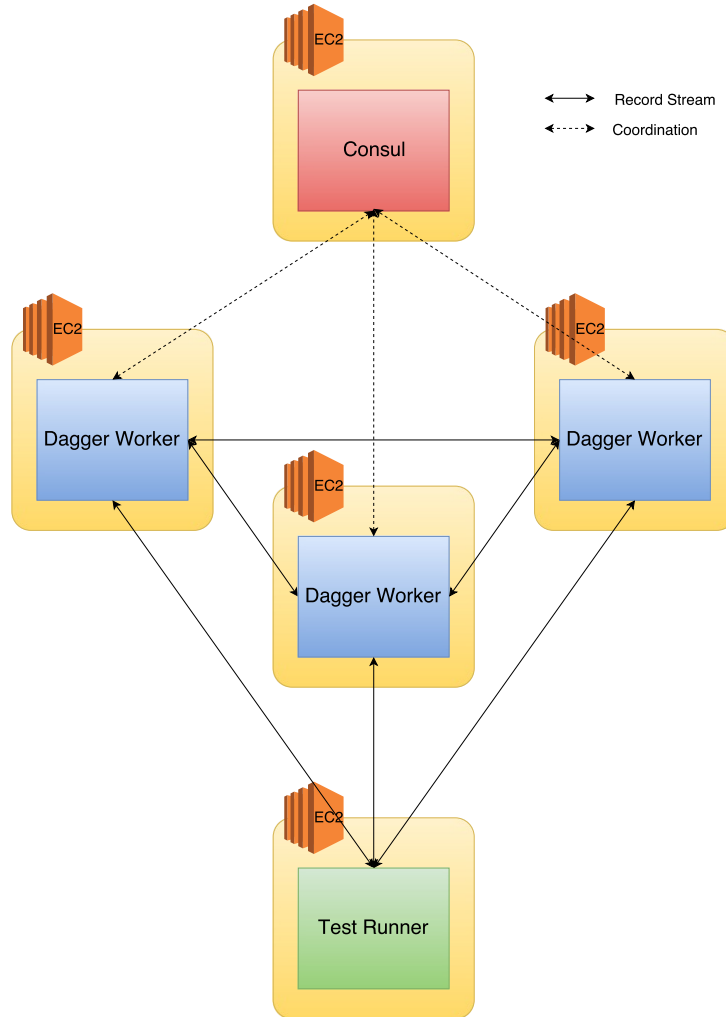 EC2
Consul
Record Stream
Coordination
EC2
Dagger Worker
EC2
Dagger Worker
EC2
Dagger Worker
EC2
Test Runner